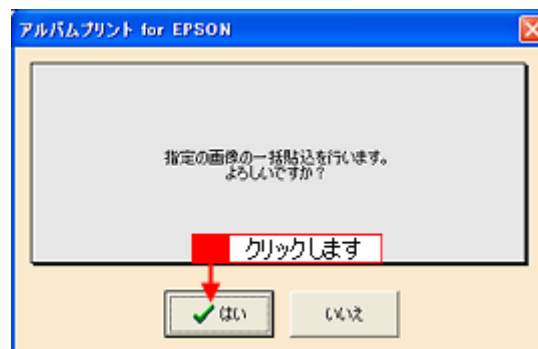 アルバムプリント for EPSON
指定の画像の一括貼込を行います。
よろしいですか？
クリックします
はい
いいえ